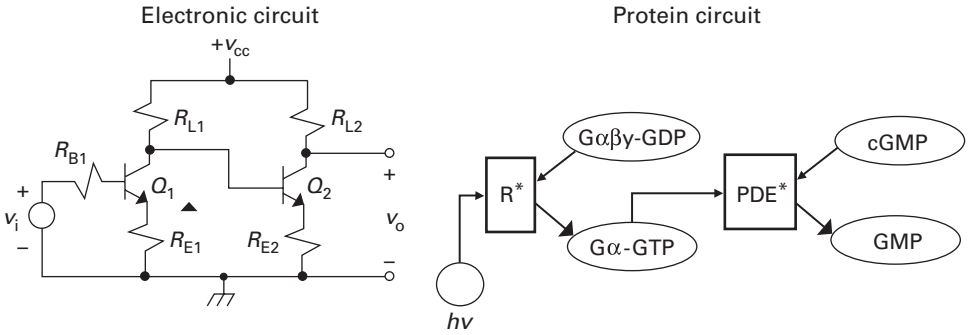 Electronic circuit
Protein circuit
+v_cc
R_L1
R_L2
R_B1
Q_1
Q_2
+
v_i
−
R_E1
R_E2
+
v_o
−
Gαβγ-GDP
cGMP
R*
PDE*
Gα-GTP
GMP
hν